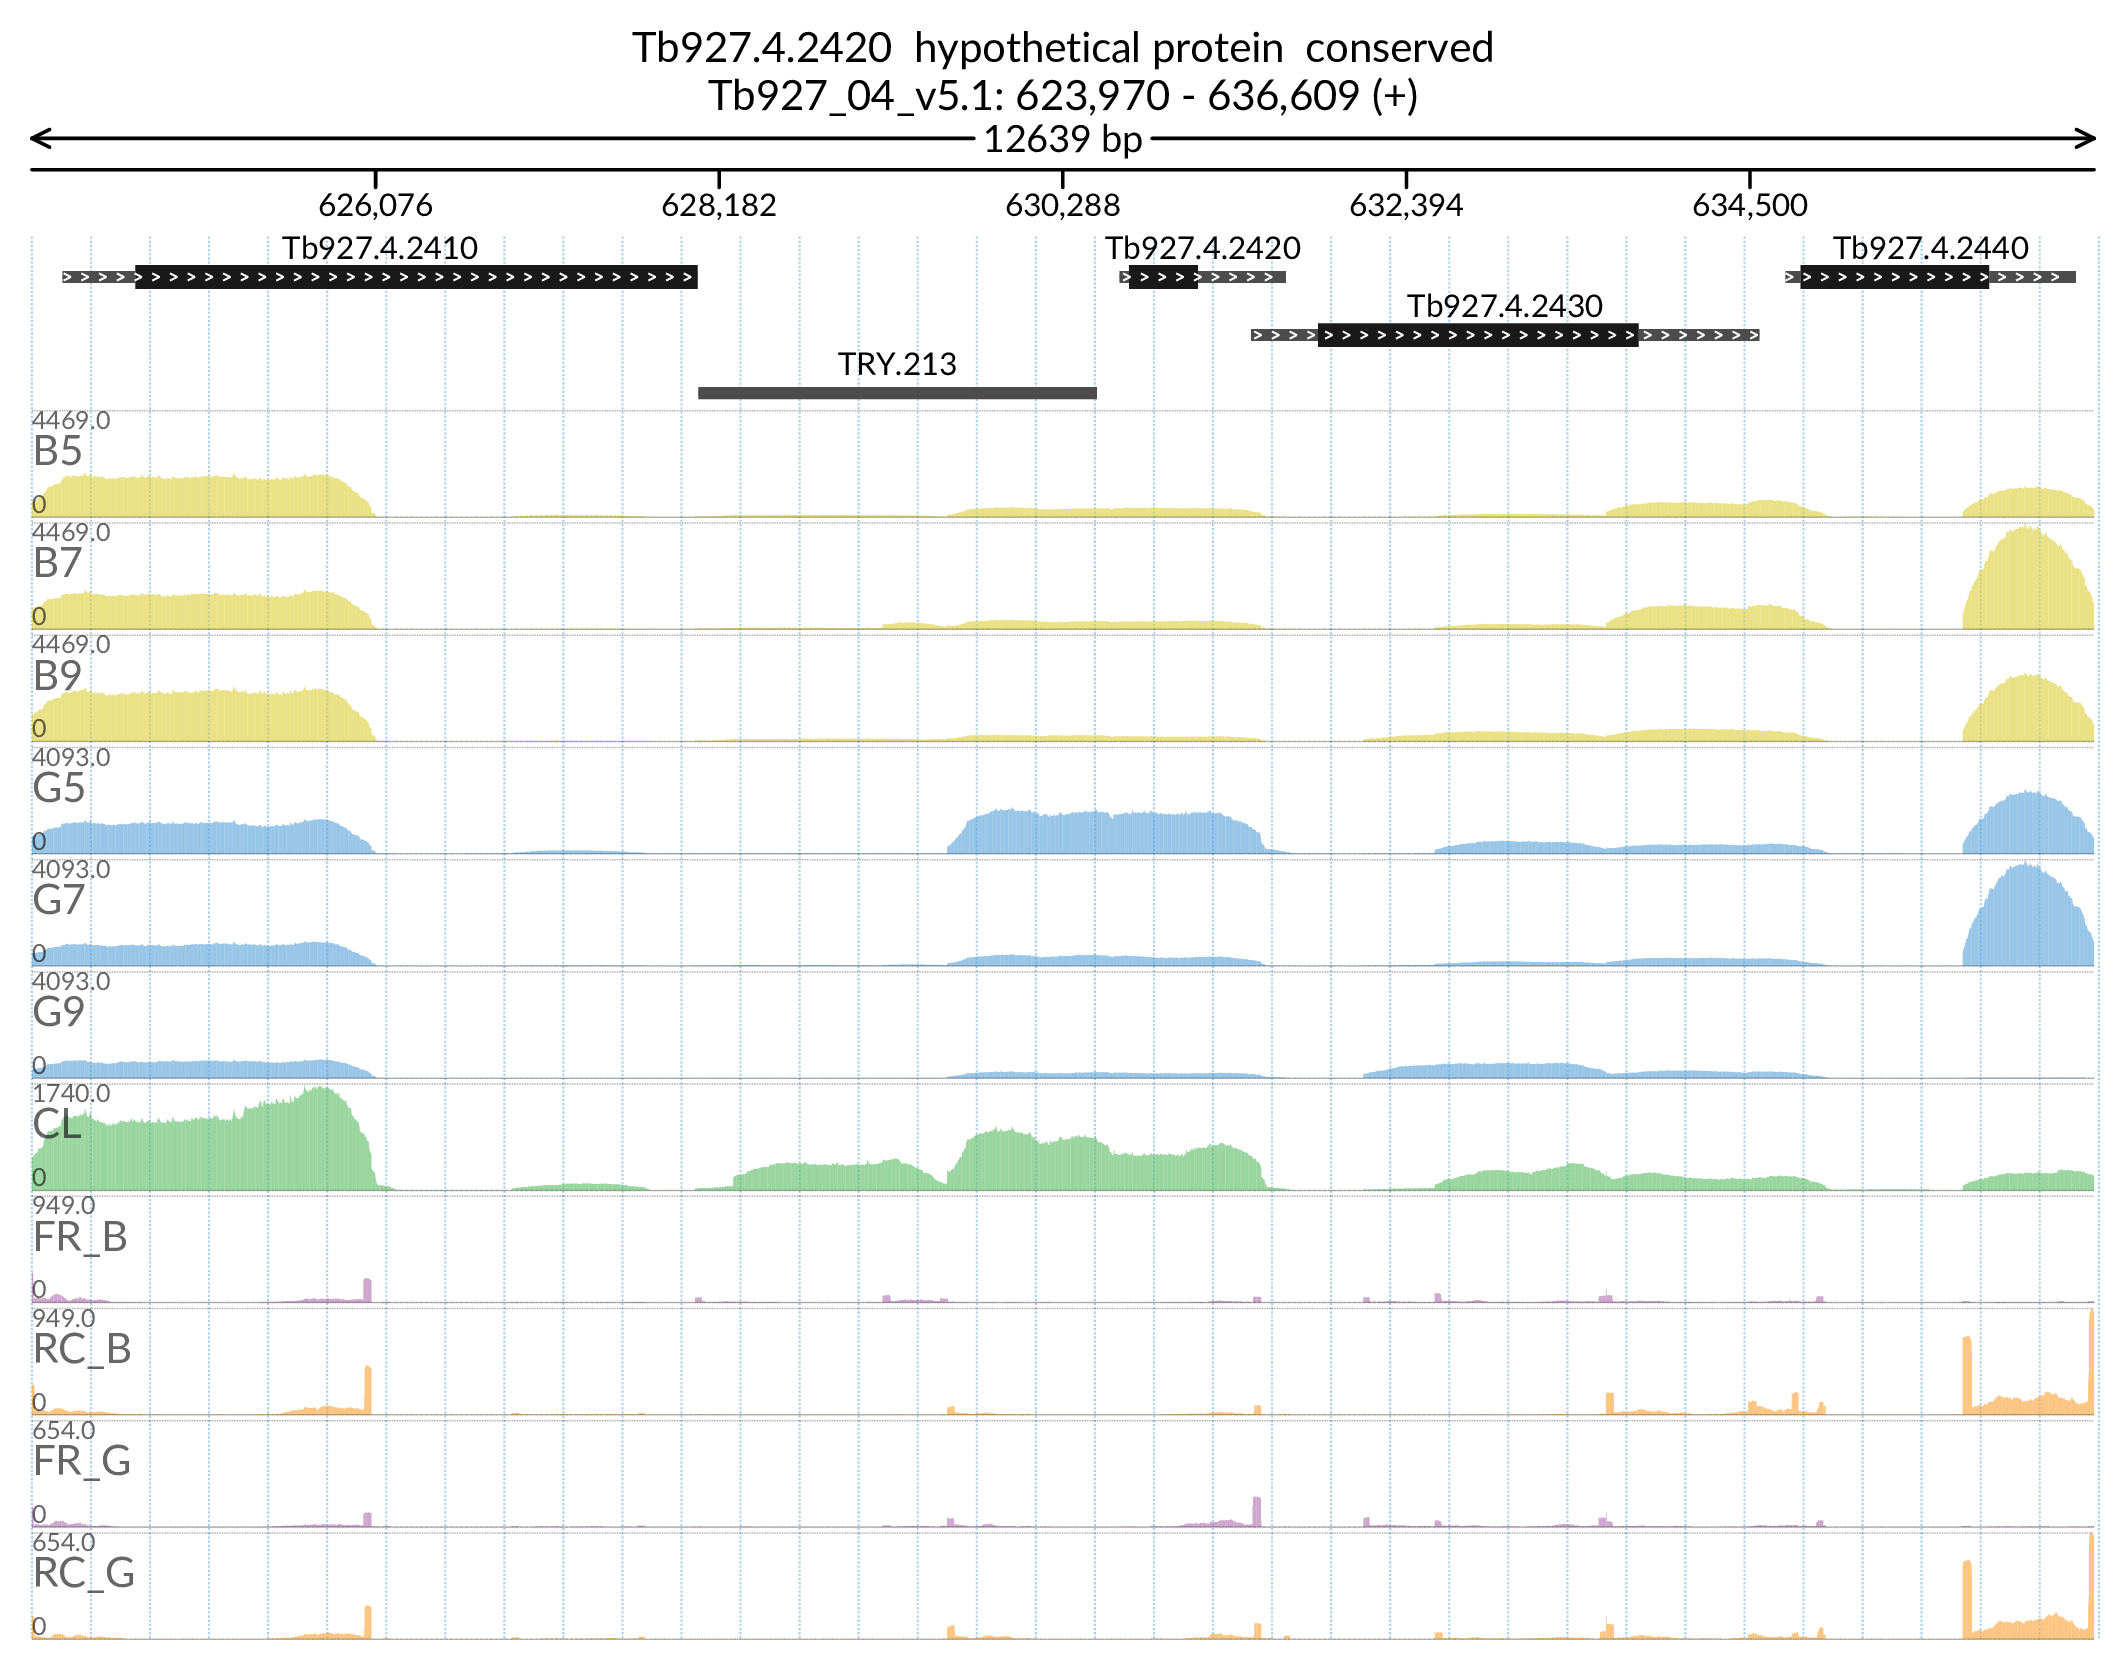 Tb927.4.2420  hypothetical protein  conserved
Tb927_04_v5.1: 623,970 - 636,609 (+)
12639 bp
626,076 628,182 630,288 632,394 634,500
Tb927.4.2410 Tb927.4.2420 Tb927.4.2440
Tb927.4.2430
TRY.213
4469.0
B5
0
4469.0
B7
0
4469.0
B9
0
4093.0
G5
0
4093.0
G7
0
4093.0
G9
0
1740.0
CL
0
949.0
FR_B
0
949.0
RC_B
0
654.0
FR_G
0
654.0
RC_G
0